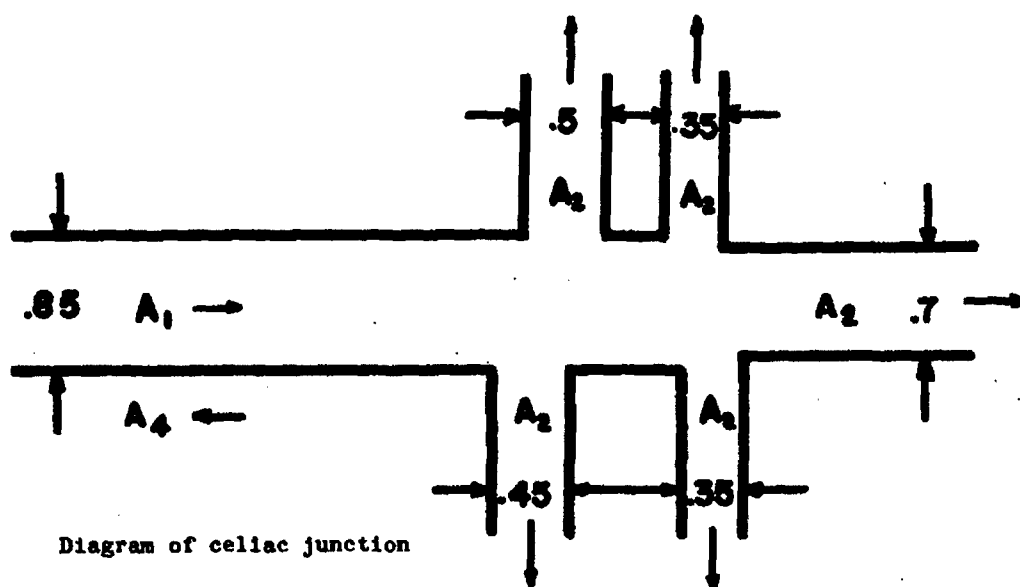 .5 .35
A₂ A₂
.85 A₁ A₂ .7
A₄ A₂ A₂
.45 .35
Diagram of celiac junction